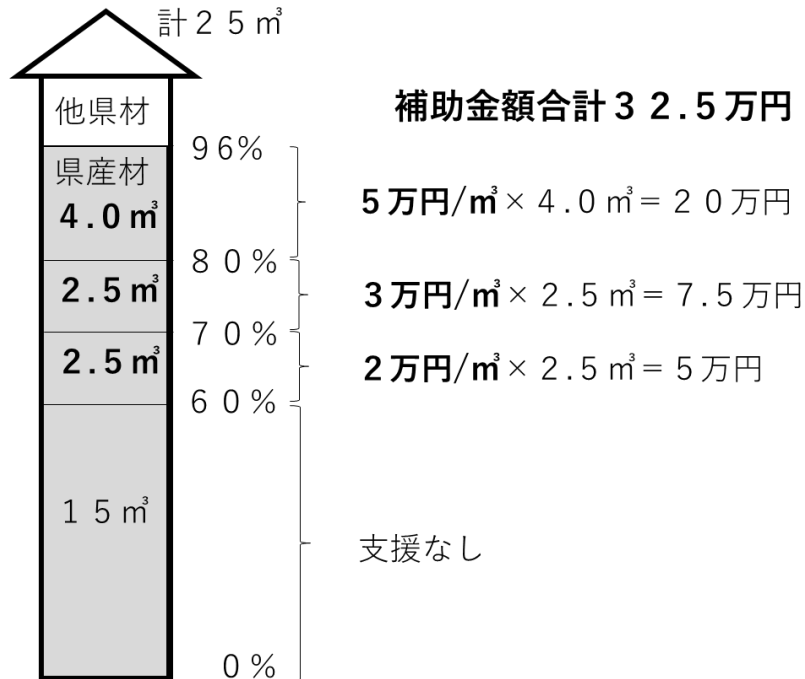 計２５㎥
補助金額合計３２.５万円
他県材
９６%
県産材
４.０㎥
５万円/㎥×４.０㎥=２０万円
８０%
２.５㎥
３万円/㎥×２.５㎥=７.５万円
７０%
２.５㎥
２万円/㎥×２.５㎥=５万円
６０%
１５㎥
支援なし
０%